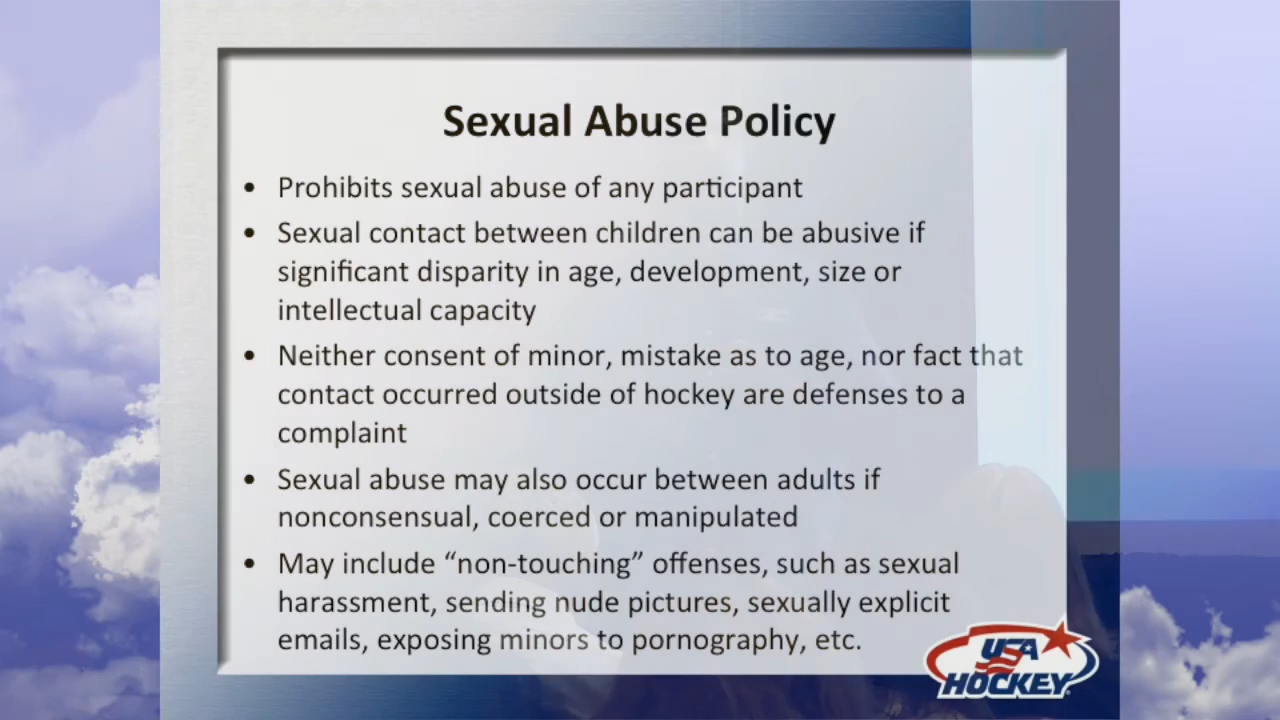 Sexual Abuse Policy
• Prohibits sexual abuse of any participant
• Sexual contact between children can be abusive if
significant disparity in age, development, size or
intellectual capacity
• Neither consent of minor, mistake as to age, nor fact that
contact occurred outside of hockey are defenses to a
complaint
• Sexual abuse may also occur between adults if
nonconsensual, coerced or manipulated
• May include “non-touching” offenses, such as sexual
harassment, sending nude pictures, sexually explicit
emails, exposing minors to pornography, etc.
USA
HOCKEY